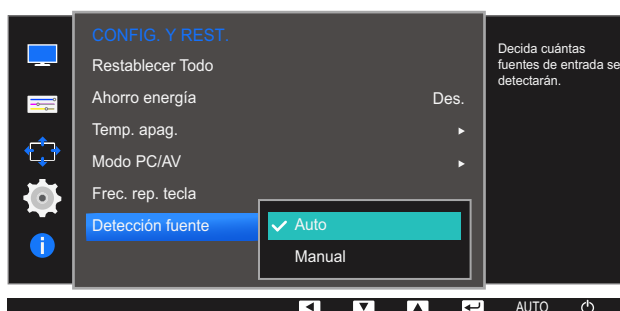 CONFIG. Y REST.
Restablecer Todo
Ahorro energía Des.
Temp. apag.
Modo PC/AV
Frec. rep. tecla
Detección fuente
Auto
Manual
Decida cuántas
fuentes de entrada se
detectarán.
AUTO